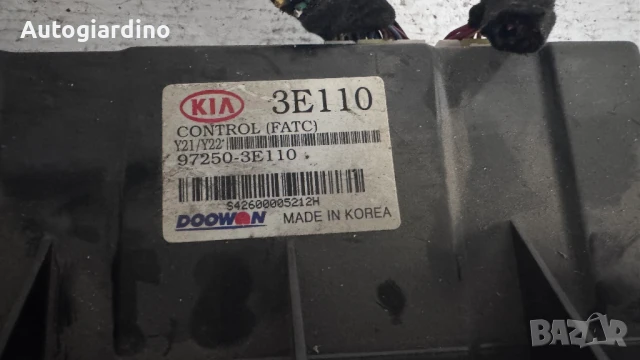 Autogiardino
KIA 3E110
CONTROL (FATC)
Y21/Y22
97250-3E110
S42600005212H
DOOWON MADE IN KOREA
BAZAR